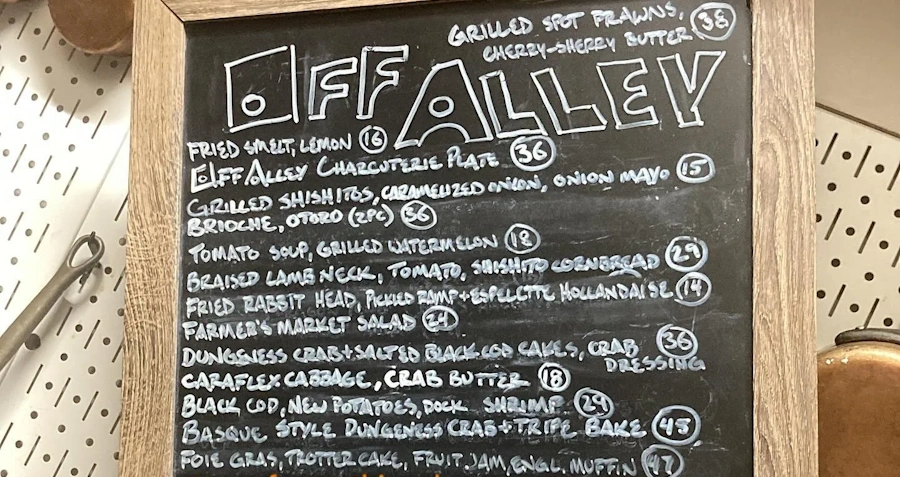 GRILLED SPOT PRAWNS, 38
CHERRY-SHERRY BUTTER
OFF ALLEY
FRIED SMELT, LEMON 16
OFF ALLEY CHARCUTERIE PLATE 36
GRILLED SHISHITOS, CARAMELIZED ONION, ONION MAYO 15
BRIOCHE, OTORO (2PC) 36
TOMATO SOUP, GRILLED WATERMELON 18
BRAISED LAMB NECK, TOMATO, SHISHITO CORNBREAD 29
FRIED RABBIT HEAD, PICKLED RAMP + ESPELETTE HOLLANDAISE 14
FARMER'S MARKET SALAD 24
DUNGENESS CRAB + SALTED BLACK COD CAKES, CRAB 36
DRESSING
CARAFLEX CABBAGE, CRAB BUTTER 18
BLACK COD, NEW POTATOES, DOCK, SHRIMP 29
BASQUE STYLE DUNGENESS CRAB + TRIPE BAKE 48
FOIE GRAS, TROTTER CAKE, FRUIT JAM, ENGL. MUFFIN 47